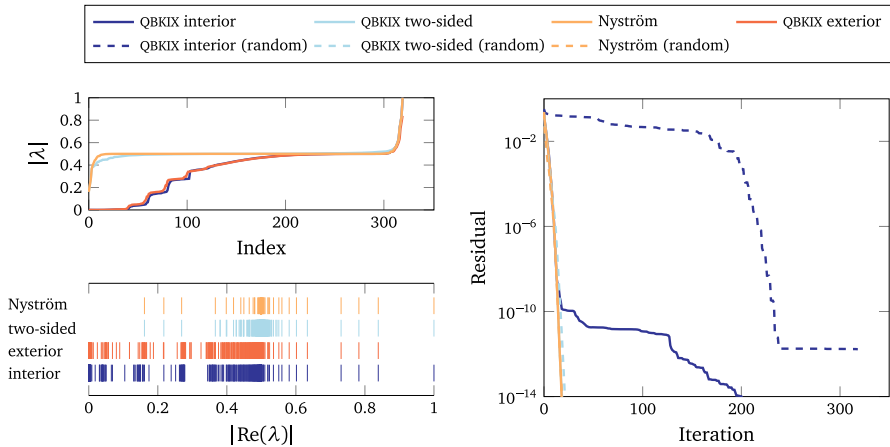 QBKIX interior
QBKIX two-sided
Nyström
QBKIX exterior
QBKIX interior (random)
QBKIX two-sided (random)
Nyström (random)
1
0.8
0.6
0.4
0.2
0
|λ|
0
100
200
300
Index
Nyström
two-sided
exterior
interior
0
0.2
0.4
0.6
0.8
1
|Re(λ)|
10⁻²
10⁻⁶
10⁻¹⁰
10⁻¹⁴
Residual
0
100
200
300
Iteration